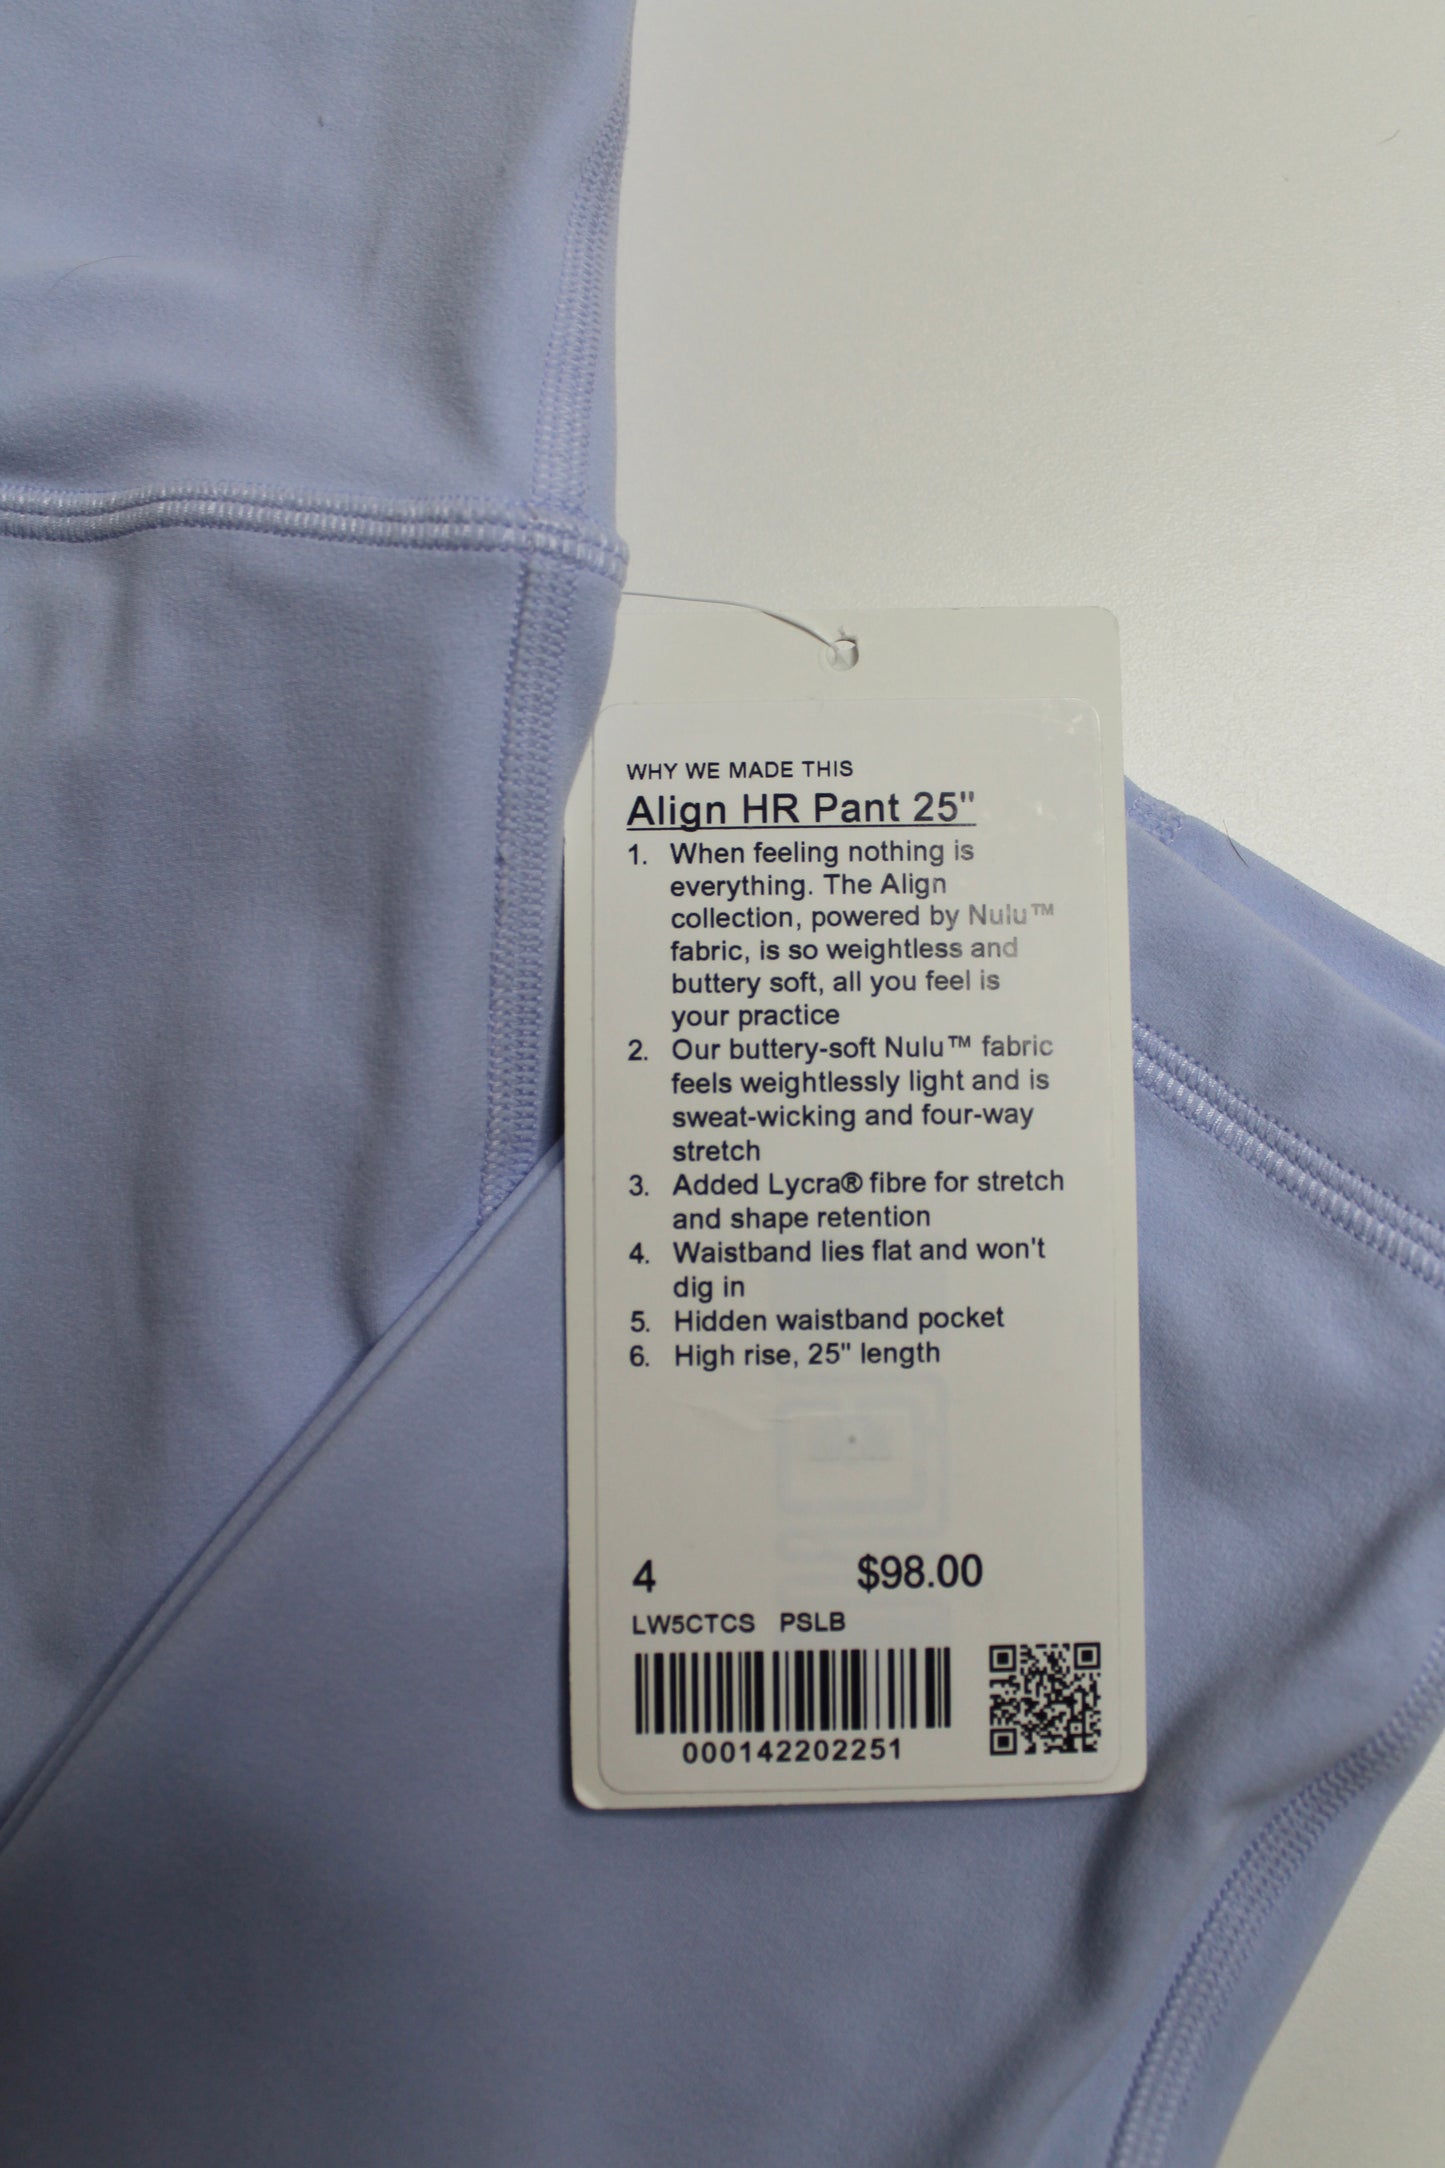 WHY WE MADE THIS
Align HR Pant 25"
1. When feeling nothing is
everything. The Align
collection, powered by Nulu™
fabric, is so weightless and
buttery soft, all you feel is
your practice
2. Our buttery-soft Nulu™ fabric
feels weightlessly light and is
sweat-wicking and four-way
stretch
3. Added Lycra® fibre for stretch
and shape retention
4. Waistband lies flat and won't
dig in
5. Hidden waistband pocket
6. High rise, 25" length
4 $98.00
LW5CTCS PSLB
000142202251